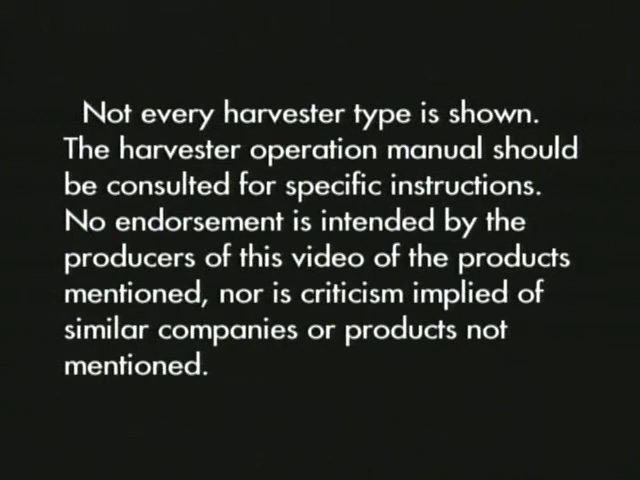 Not every harvester type is shown.
The harvester operation manual should
be consulted for specific instructions.
No endorsement is intended by the
producers of this video of the products
mentioned, nor is criticism implied of
similar companies or products not
mentioned.